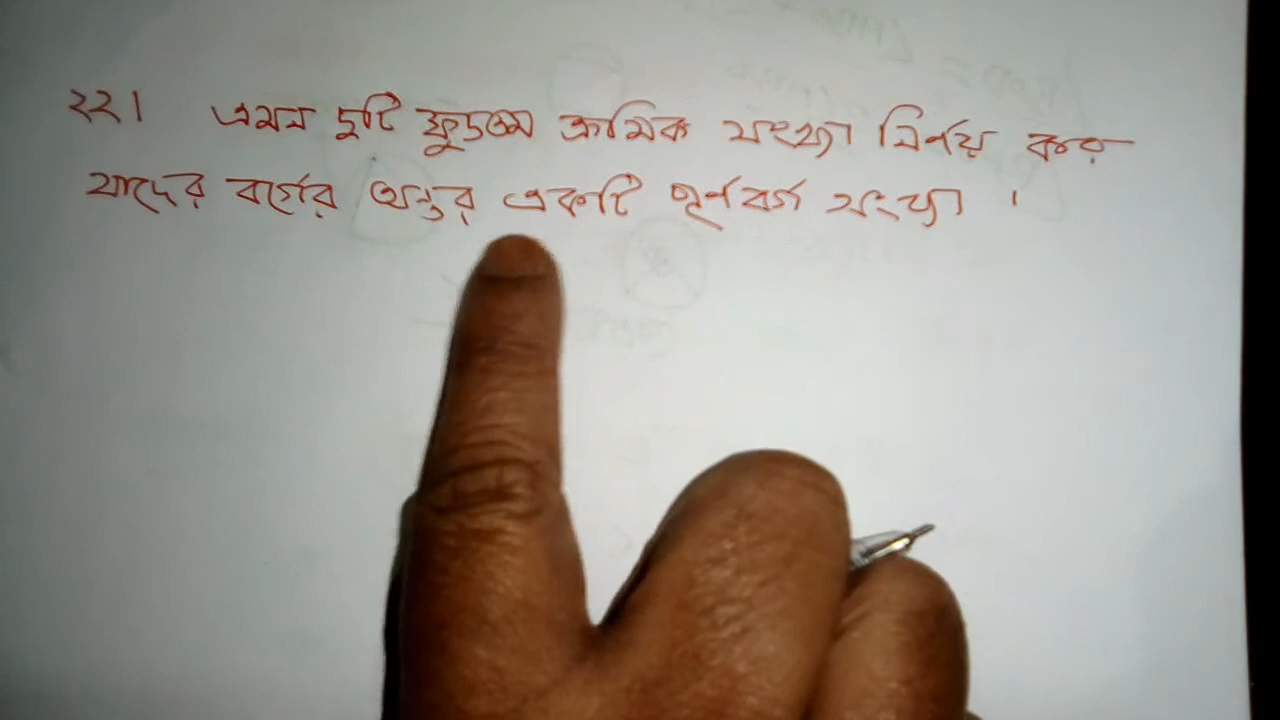 ২২। এমন দুটি ক্ষুদ্রতম ক্রমিক সংখ্যা নির্ণয় কর
যাদের বর্গের অন্তর একটি পূর্ণবর্গ সংখ্যা ।